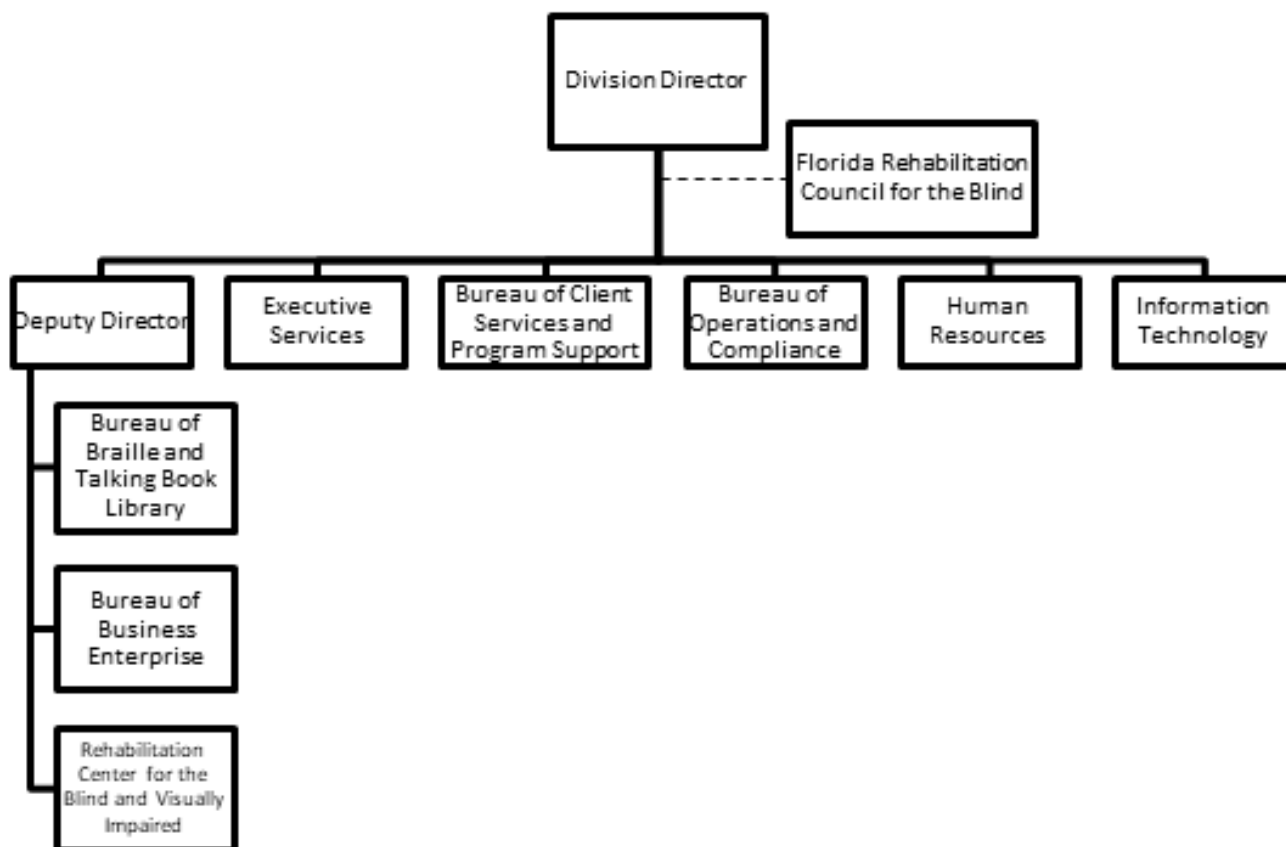 Division Director
Florida Rehabilitation
Council for the Blind
Deputy Director
Executive
Services
Bureau of Client
Services and
Program Support
Bureau of
Operations and
Compliance
Human
Resources
Information
Technology
Bureau of
Braille and
Talking Book
Library
Bureau of
Business
Enterprise
Rehabilitation
Center for the
Blind and Visually
Impaired